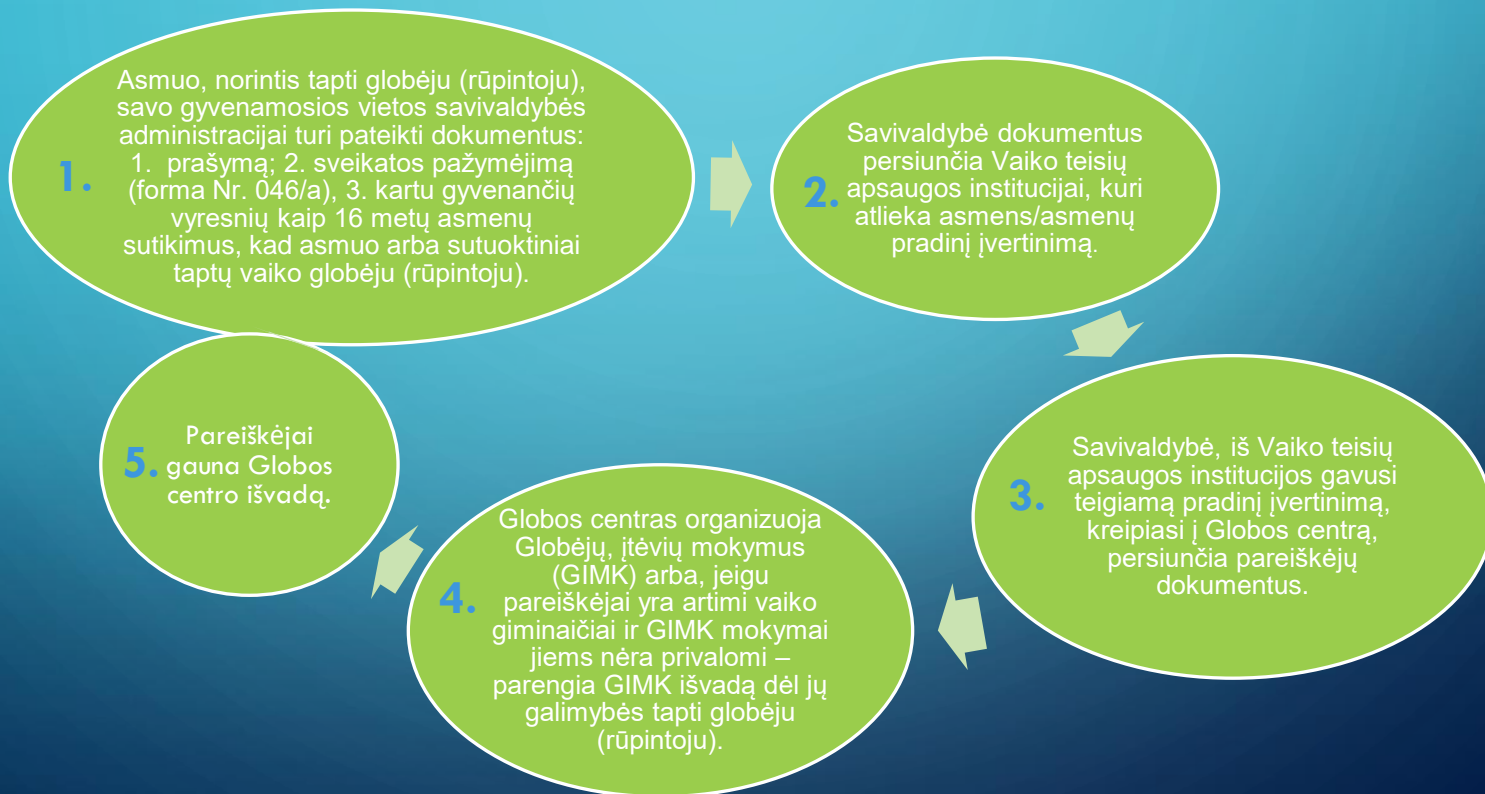 1.
Asmuo, norintis tapti globėju (rūpintoju),
savo gyvenamosios vietos savivaldybės
administracijai turi pateikti dokumentus:
1. prašymą; 2. sveikatos pažymėjimą
(forma Nr. 046/a), 3. kartu gyvenančių
vyresnių kaip 16 metų asmenų
sutikimus, kad asmuo arba sutuoktiniai
taptų vaiko globėju (rūpintoju).
2.
Savivaldybė dokumentus
persiunčia Vaiko teisių
apsaugos institucijai, kuri
atlieka asmens/asmenų
pradinį įvertinimą.
3.
Savivaldybė, iš Vaiko teisių
apsaugos institucijos gavusi
teigiamą pradinį įvertinimą,
kreipiasi į Globos centrą,
persiunčia pareiškėjų
dokumentus.
4.
Globos centras organizuoja
Globėjų, įtėvių mokymus
(GIMK) arba, jeigu
pareiškėjai yra artimi vaiko
giminaičiai ir GIMK mokymai
jiems nėra privalomi –
parengia GIMK išvadą dėl jų
galimybės tapti globėju
(rūpintoju).
5.
Pareiškėjai
gauna Globos
centro išvadą.